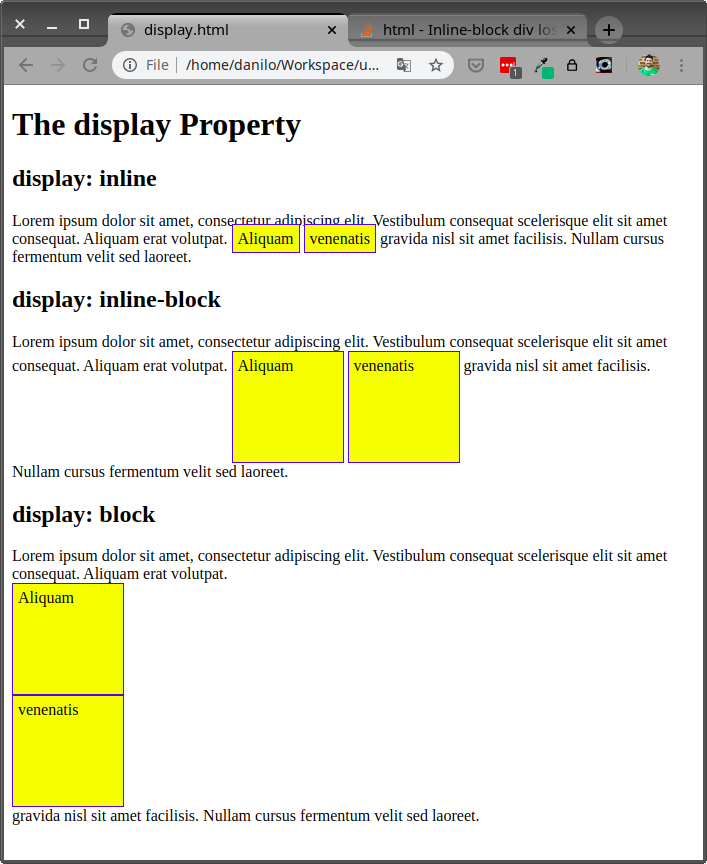 display.html
html - Inline-block div los
File
/home/danilo/Workspace/u...
1
The display Property
display: inline
Lorem ipsum dolor sit amet, consectetur adipiscing elit. Vestibulum consequat scelerisque elit sit amet
consequat. Aliquam erat volutpat. Aliquam venenatis gravida nisl sit amet facilisis. Nullam cursus
fermentum velit sed laoreet.
display: inline-block
Lorem ipsum dolor sit amet, consectetur adipiscing elit. Vestibulum consequat scelerisque elit sit amet
consequat. Aliquam erat volutpat. Aliquam venenatis gravida nisl sit amet facilisis.
Nullam cursus fermentum velit sed laoreet.
display: block
Lorem ipsum dolor sit amet, consectetur adipiscing elit. Vestibulum consequat scelerisque elit sit amet
consequat. Aliquam erat volutpat.
Aliquam
venenatis
gravida nisl sit amet facilisis. Nullam cursus fermentum velit sed laoreet.